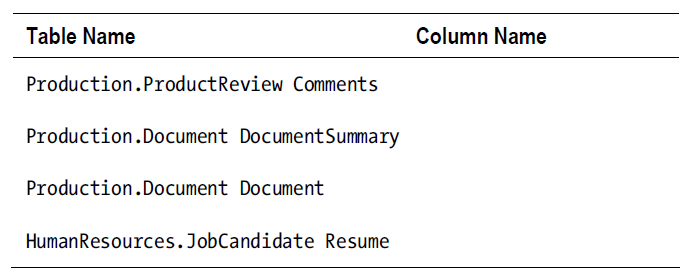 Table Name Column Name
Production.ProductReview Comments
Production.Document DocumentSummary
Production.Document Document
HumanResources.JobCandidate Resume